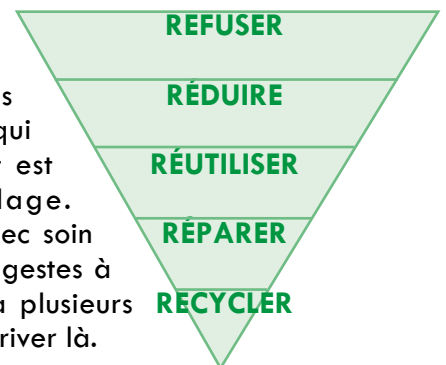 REFUSER
RÉDUIRE
RÉUTILISER
RÉPARER
RECYCLER
s
qui
est
lage.
ec soin
gestes à
a plusieurs
river là.